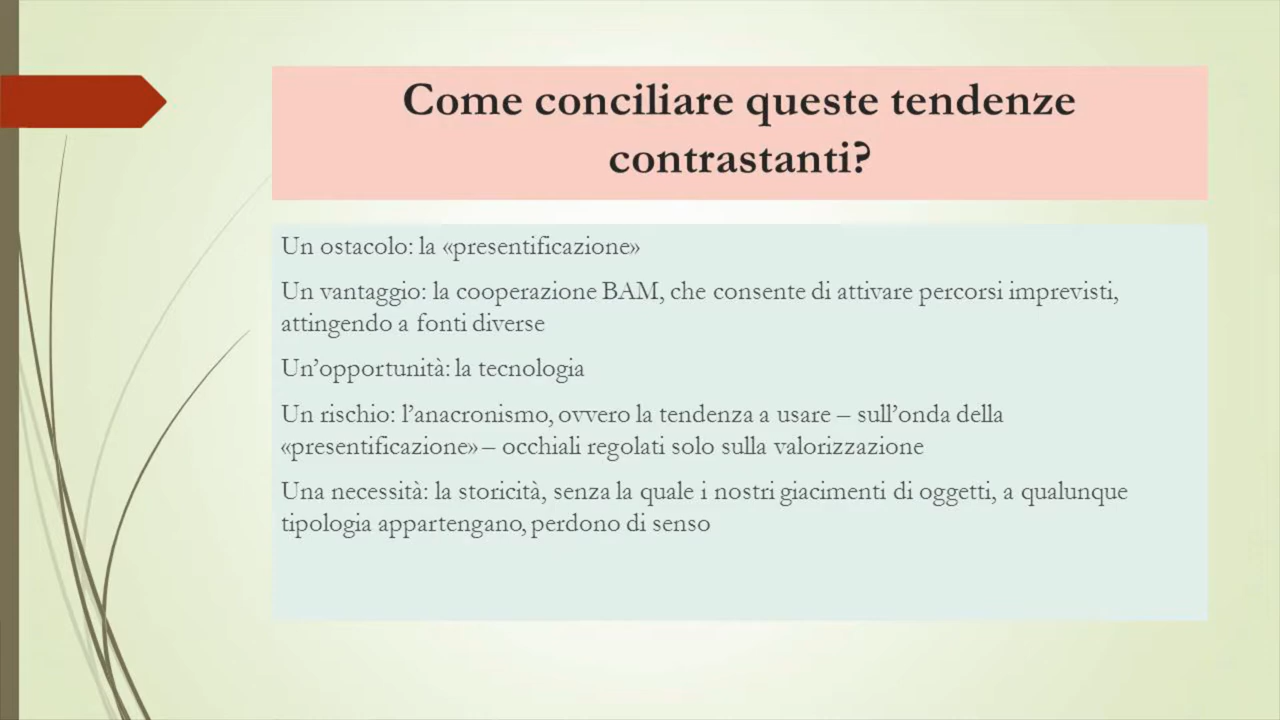 Come conciliare queste tendenze
contrastanti?
Un ostacolo: la «presentificazione»
Un vantaggio: la cooperazione BAM, che consente di attivare percorsi imprevisti,
attingendo a fonti diverse
Un’opportunità: la tecnologia
Un rischio: l’anacronismo, ovvero la tendenza a usare – sull’onda della
«presentificazione» – occhiali regolati solo sulla valorizzazione
Una necessità: la storicità, senza la quale i nostri giacimenti di oggetti, a qualunque
tipologia appartengano, perdono di senso